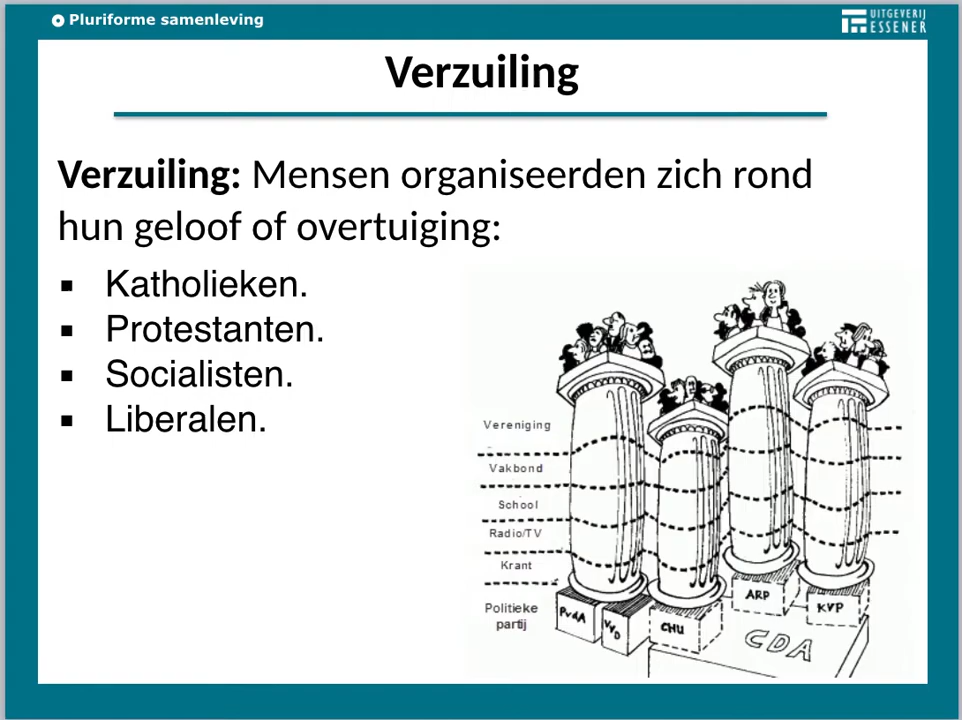 Pluriforme samenleving
UITGEVERIJ
ESSENER
Verzuiling
Verzuiling: Mensen organiseerden zich rond
hun geloof of overtuiging:
▪ Katholieken.
▪ Protestanten.
▪ Socialisten.
▪ Liberalen.
Vereniging
Vakbond
School
Radio/TV
Krant
Politieke
partij
PvdA
VVD
CHU
ARP
KVP
CDA